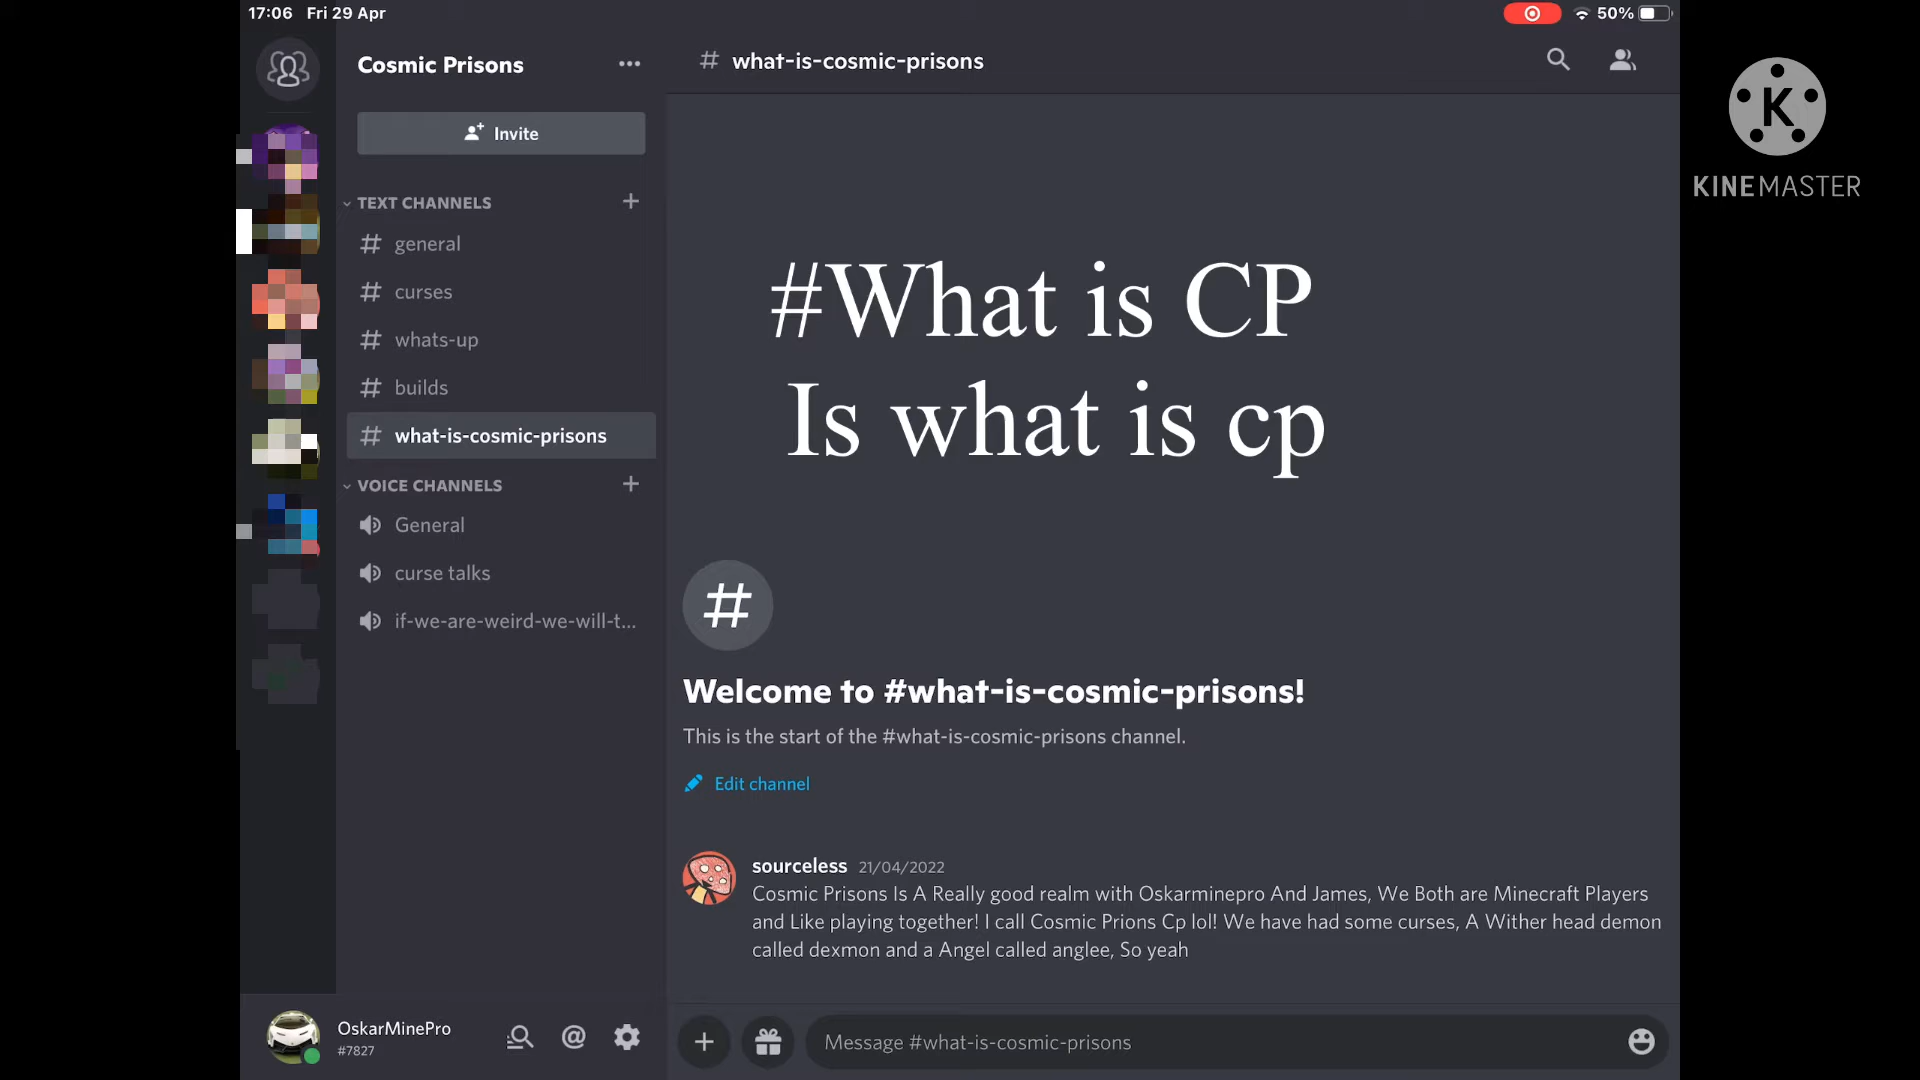 17:06 Fri 29 Apr
50%
Cosmic Prisons
# what-is-cosmic-prisons
Invite
TEXT CHANNELS
# general
# curses
# whats-up
# builds
# what-is-cosmic-prisons
VOICE CHANNELS
General
curse talks
if-we-are-weird-we-will-t...
OskarMinePro
#7827
#What is CP
Is what is cp
#
Welcome to #what-is-cosmic-prisons!
This is the start of the #what-is-cosmic-prisons channel.
Edit channel
sourceless 21/04/2022
Cosmic Prisons Is A Really good realm with Oskarminepro And James, We Both are Minecraft Players
and Like playing together! I call Cosmic Prions Cp lol! We have had some curses, A Wither head demon
called dexmon and a Angel called anglee, So yeah
Message #what-is-cosmic-prisons
K
KINEMASTER